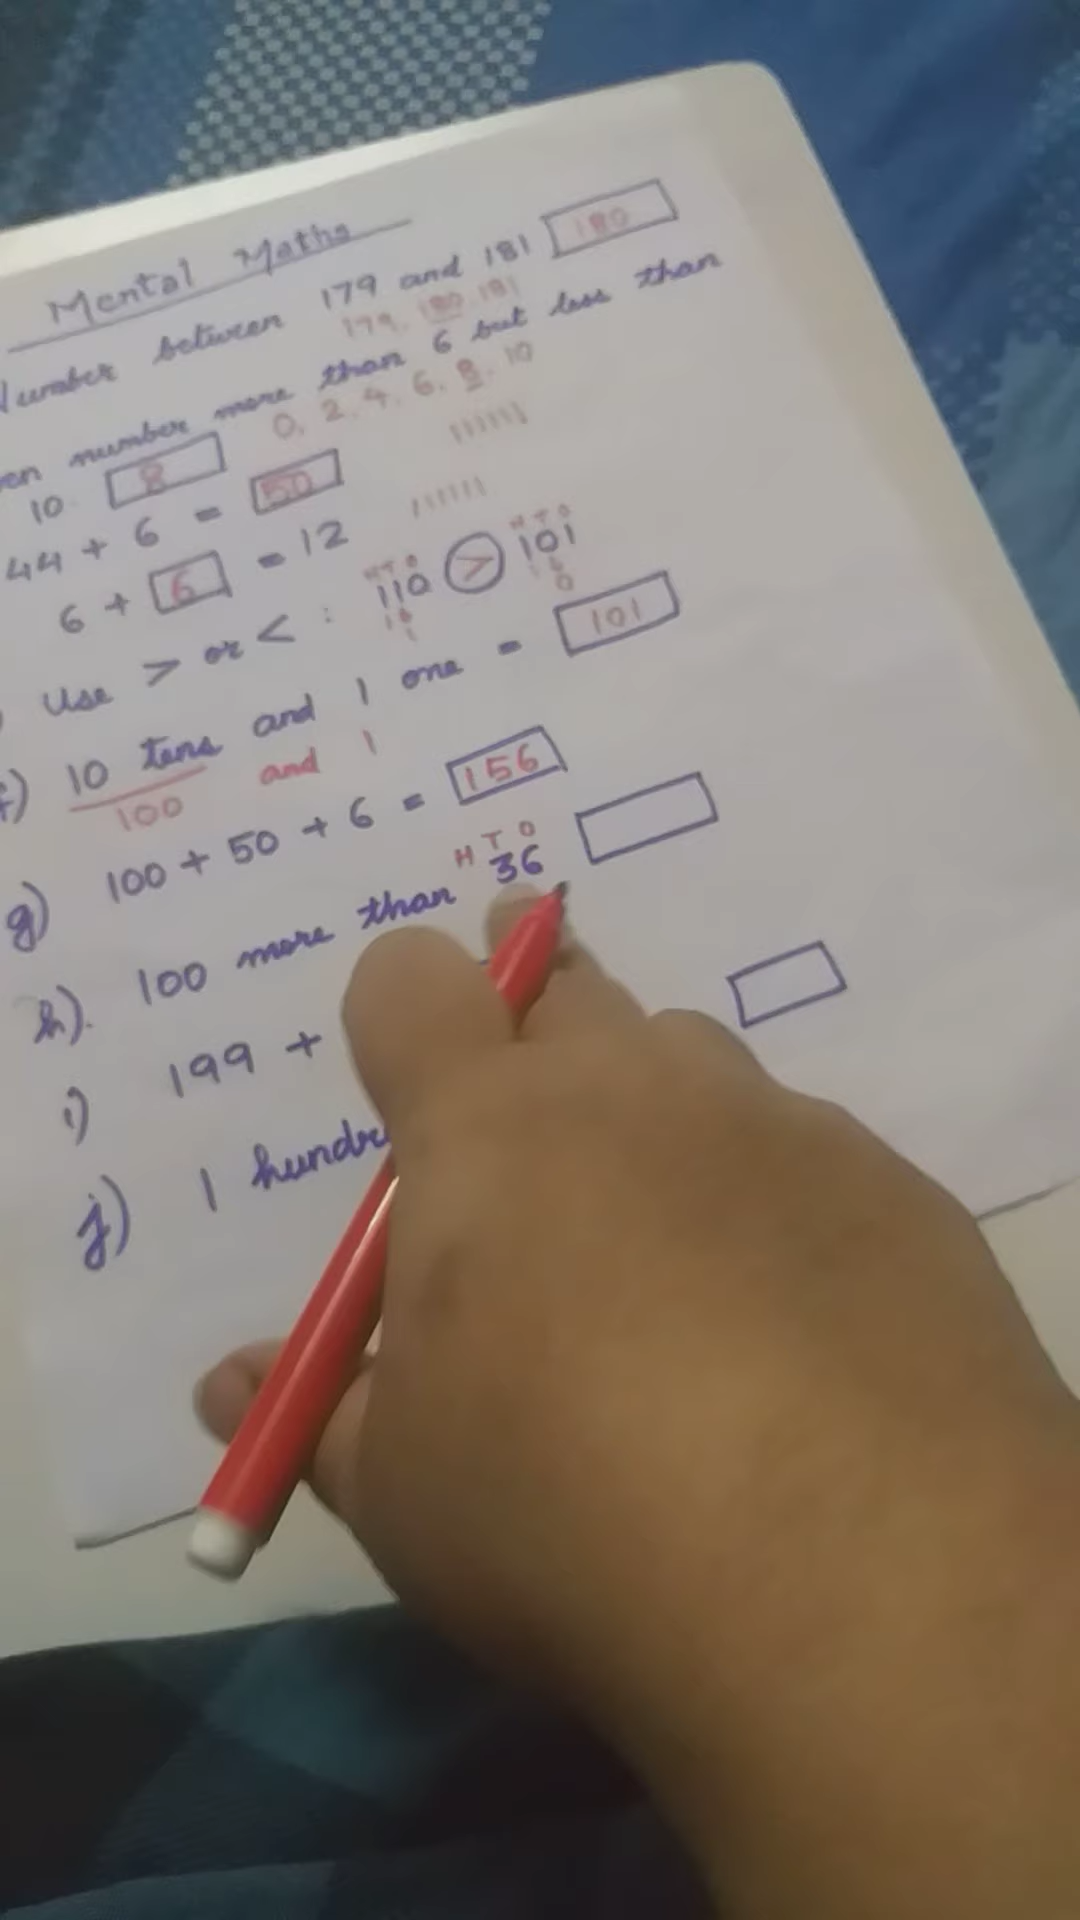 Mental Maths
Number between 179 and 181 180
179, 180, 181
number more than 6 but less than
0, 2, 4, 6, 8, 10
10. 8
44 + 6 = 50
6 + 6 = 12
H T O H T O
Use > or < : 110 > 101
f) 10 tens and 1 one = 101
100 and 1
g) 100 + 50 + 6 = 156
H T O
h). 100 more than 36
i) 199 +
j) 1